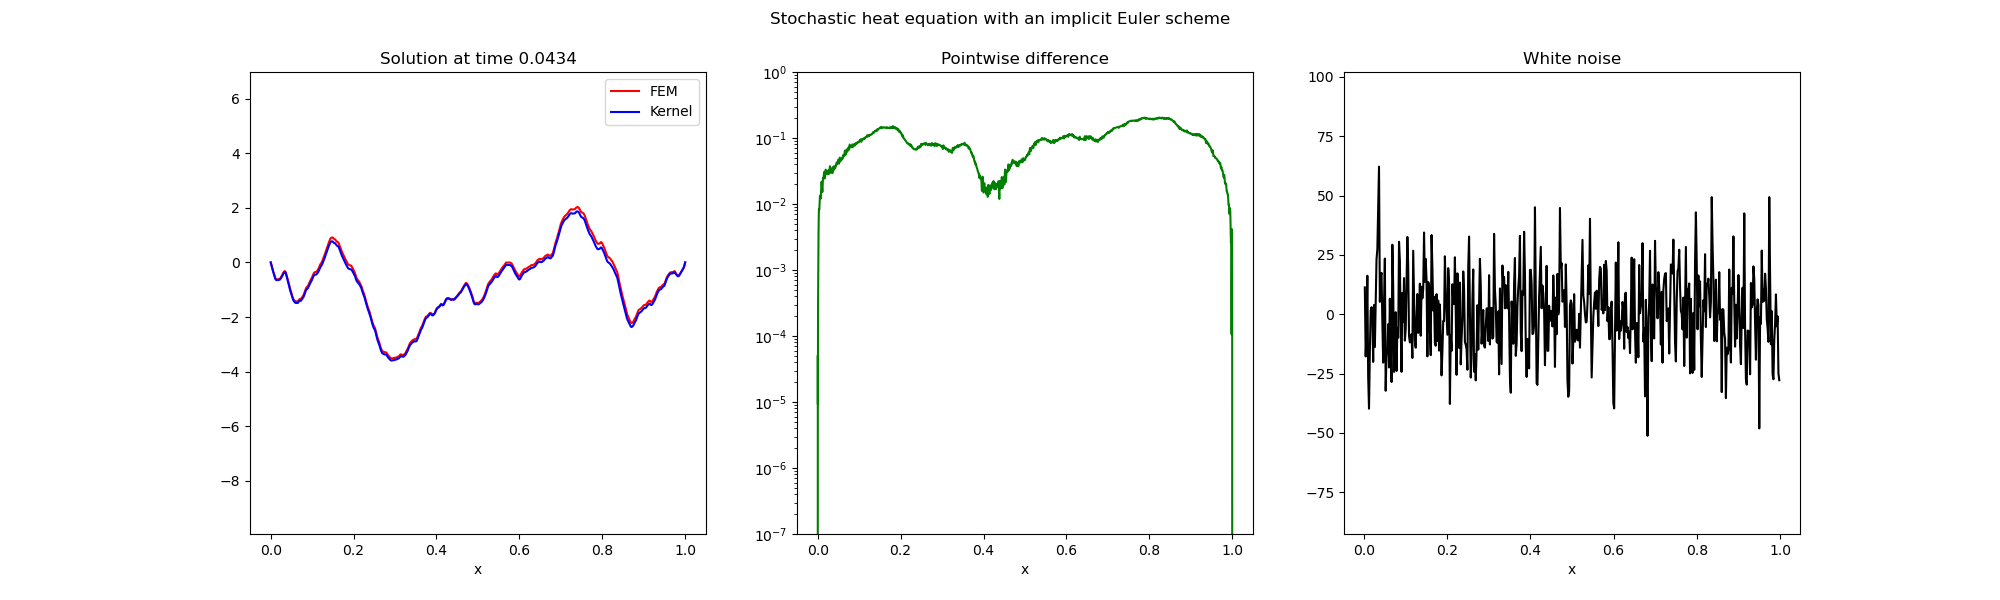 Stochastic heat equation with an implicit Euler scheme
Solution at time 0.0434
FEM
Kernel
6
4
2
0
−2
−4
−6
−8
0.0 0.2 0.4 0.6 0.8 1.0
x
Pointwise difference
10⁰
10⁻¹
10⁻²
10⁻³
10⁻⁴
10⁻⁵
10⁻⁶
10⁻⁷
0.0 0.2 0.4 0.6 0.8 1.0
x
White noise
100
75
50
25
0
−25
−50
−75
0.0 0.2 0.4 0.6 0.8 1.0
x